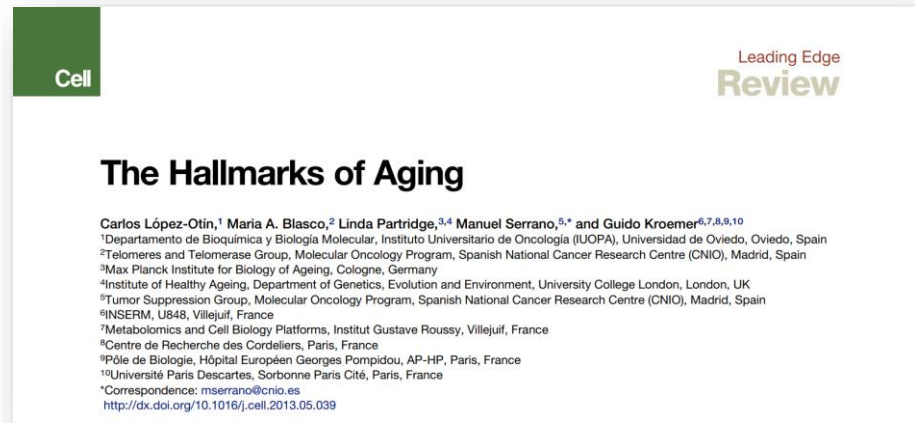 Cell
Leading Edge
Review
The Hallmarks of Aging
Carlos López-Otín,1 Maria A. Blasco,2 Linda Partridge,3,4 Manuel Serrano,5,* and Guido Kroemer6,7,8,9,10
1Departamento de Bioquímica y Biología Molecular, Instituto Universitario de Oncología (IUOPA), Universidad de Oviedo, Oviedo, Spain
2Telomeres and Telomerase Group, Molecular Oncology Program, Spanish National Cancer Research Centre (CNIO), Madrid, Spain
3Max Planck Institute for Biology of Ageing, Cologne, Germany
4Institute of Healthy Ageing, Department of Genetics, Evolution and Environment, University College London, London, UK
5Tumor Suppression Group, Molecular Oncology Program, Spanish National Cancer Research Centre (CNIO), Madrid, Spain
6INSERM, U848, Villejuif, France
7Metabolomics and Cell Biology Platforms, Institut Gustave Roussy, Villejuif, France
8Centre de Recherche des Cordeliers, Paris, France
9Pôle de Biologie, Hôpital Européen Georges Pompidou, AP-HP, Paris, France
10Université Paris Descartes, Sorbonne Paris Cité, Paris, France
*Correspondence: mserrano@cnio.es
http://dx.doi.org/10.1016/j.cell.2013.05.039